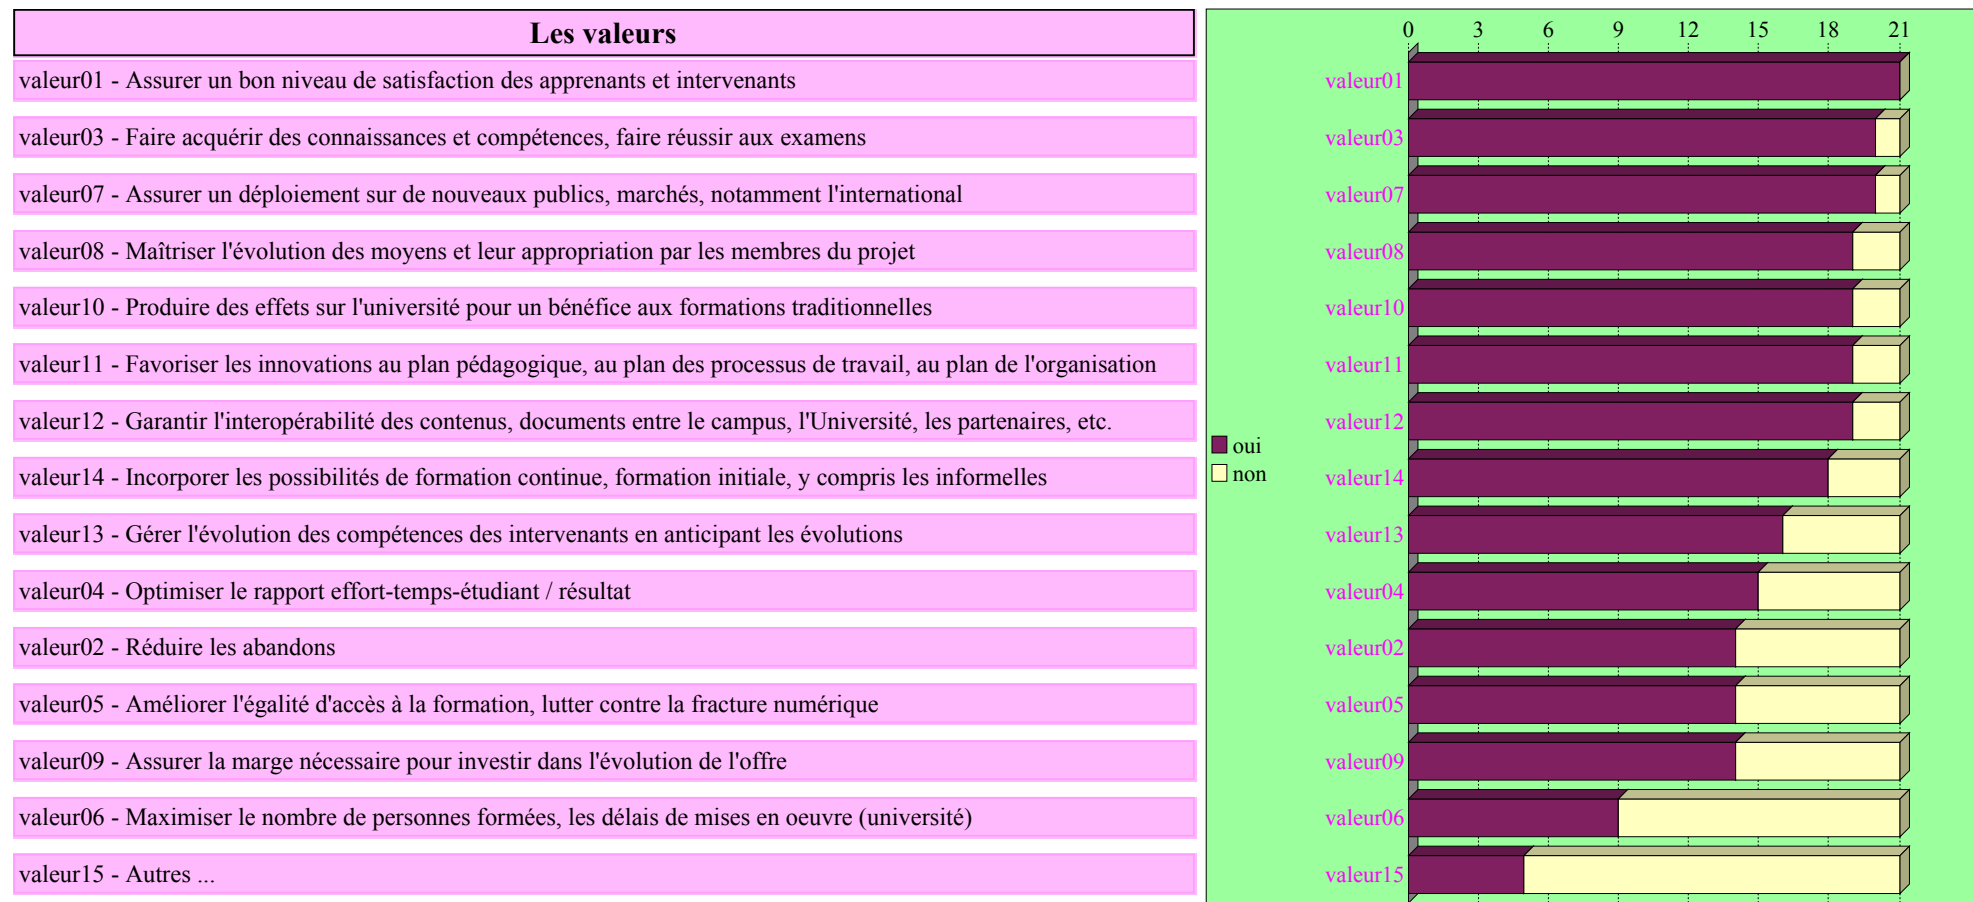 Les valeurs
valeur01 - Assurer un bon niveau de satisfaction des apprenants et intervenants
valeur03 - Faire acquérir des connaissances et compétences, faire réussir aux examens
valeur07 - Assurer un déploiement sur de nouveaux publics, marchés, notamment l'international
valeur08 - Maîtriser l'évolution des moyens et leur appropriation par les membres du projet
valeur10 - Produire des effets sur l'université pour un bénéfice aux formations traditionnelles
valeur11 - Favoriser les innovations au plan pédagogique, au plan des processus de travail, au plan de l'organisation
valeur12 - Garantir l'interopérabilité des contenus, documents entre le campus, l'Université, les partenaires, etc.
valeur14 - Incorporer les possibilités de formation continue, formation initiale, y compris les informelles
valeur13 - Gérer l'évolution des compétences des intervenants en anticipant les évolutions
valeur04 - Optimiser le rapport effort-temps-étudiant / résultat
valeur02 - Réduire les abandons
valeur05 - Améliorer l'égalité d'accès à la formation, lutter contre la fracture numérique
valeur09 - Assurer la marge nécessaire pour investir dans l'évolution de l'offre
valeur06 - Maximiser le nombre de personnes formées, les délais de mises en oeuvre (université)
valeur15 - Autres ...
0 3 6 9 12 15 18 21
valeur01
valeur03
valeur07
valeur08
valeur10
valeur11
valeur12
valeur14
valeur13
valeur04
valeur02
valeur05
valeur09
valeur06
valeur15
oui
non